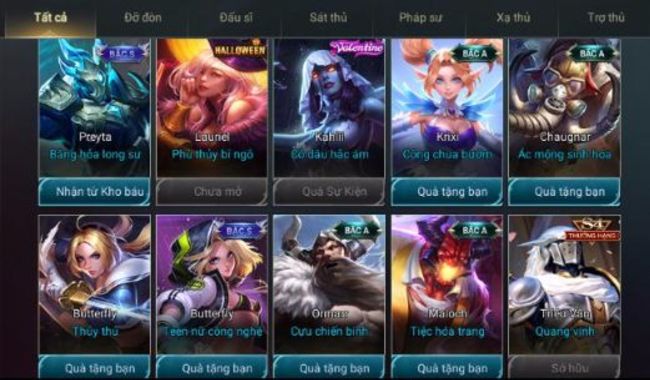 Tất cả
Đỡ đòn
Đấu sĩ
Sát thủ
Pháp sư
Xạ thủ
Trợ thủ
BẬC S
HALLOWEEN
Valentine
BẬC A
BẬC A
Preyta
Lauriel
Kahlii
Krixi
Chaugnar
Băng hỏa long sư
Phù thủy bí ngô
Cô dâu hắc ám
Công chúa bướm
Ác mộng sinh hóa
Nhận từ Kho báu
Chưa mở
Quà Sự Kiện
Quà tặng bạn
Quà tặng bạn
BẬC S
BẬC A
BẬC A
S4
THƯỞNG HẠNG
Butterfly
Butterfly
Ormarr
Maloch
Triệu Vân
Thủy thủ
Teen nữ công nghệ
Cựu chiến binh
Tiệc hóa trang
Quang vinh
Quà tặng bạn
Quà tặng bạn
Quà tặng bạn
Quà tặng bạn
Sở hữu